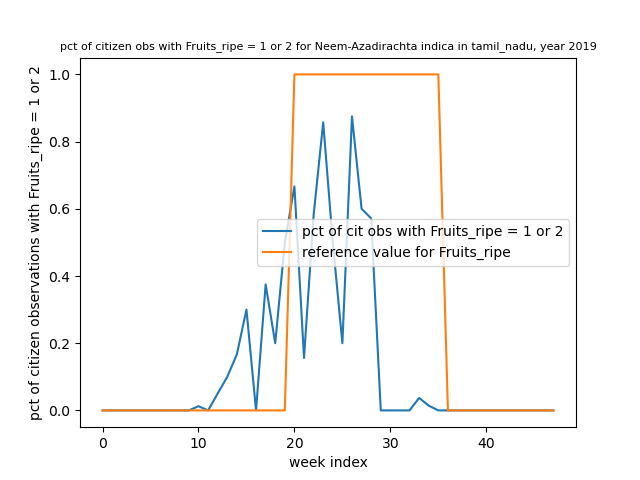 pct of citizen obs with Fruits_ripe = 1 or 2 for Neem-Azadirachta indica in tamil_nadu, year 2019
pct of citizen observations with Fruits_ripe = 1 or 2
1.0
0.8
0.6
0.4
0.2
0.0
pct of cit obs with Fruits_ripe = 1 or 2
reference value for Fruits_ripe
0
10
20
30
40
week index